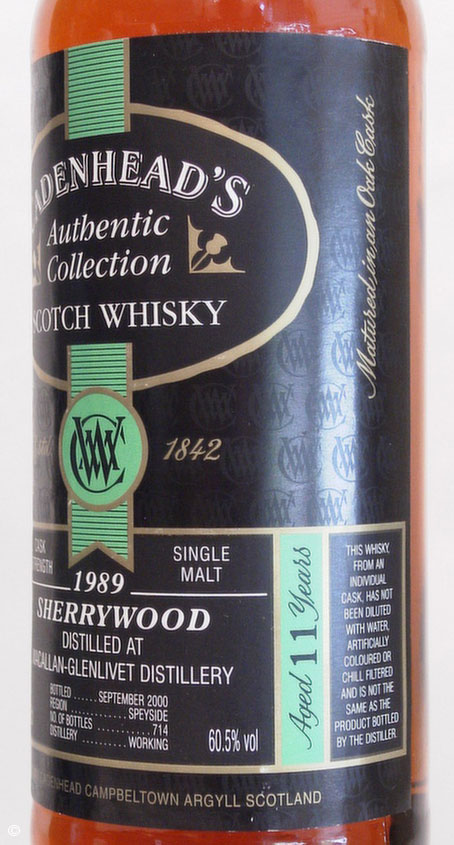 ADENHEAD'S
Authentic
Collection
SCOTCH WHISKY
1842
Matured in an Oak Cask
CASK
SINGLE
MALT
1989
SHERRYWOOD
DISTILLED AT
ACALLAN-GLENLIVET DISTILLERY
BOTTLED ...... SEPTEMBER 2000
REGION .................. SPEYSIDE
NO. OF BOTTLES ............ 714
DISTILLERY ........... WORKING
60.5% vol
Aged 11 Years
THIS WHISKY,
FROM AN
INDIVIDUAL
CASK, HAS NOT
BEEN DILUTED
WITH WATER,
ARTIFICIALLY
COLOURED OR
CHILL FILTERED
AND IS NOT THE
SAME AS THE
PRODUCT BOTTLED
BY THE DISTILLER.
ADENHEAD CAMPBELTOWN ARGYLL SCOTLAND
©